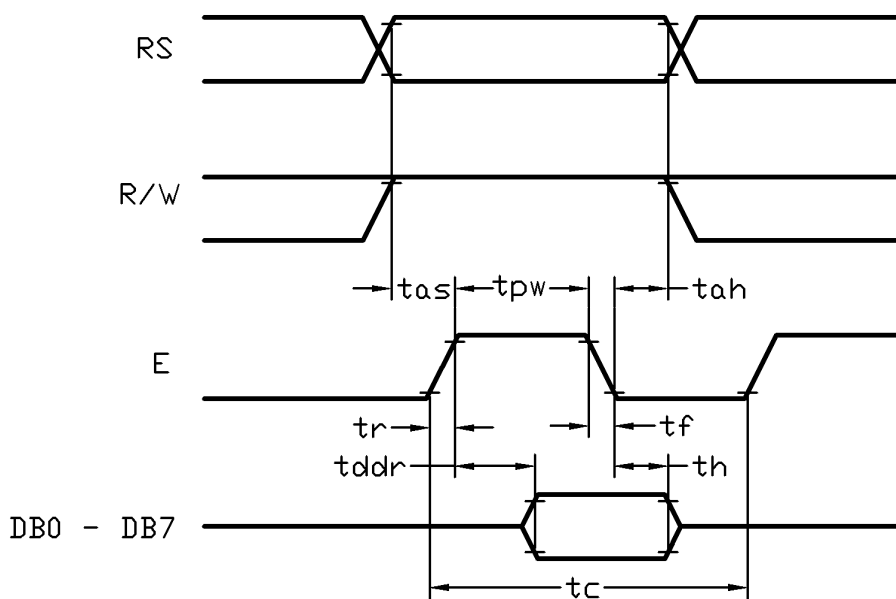 RS
R/W
tas tpw tah
E
tr tf
tddr th
DB0 - DB7
tc